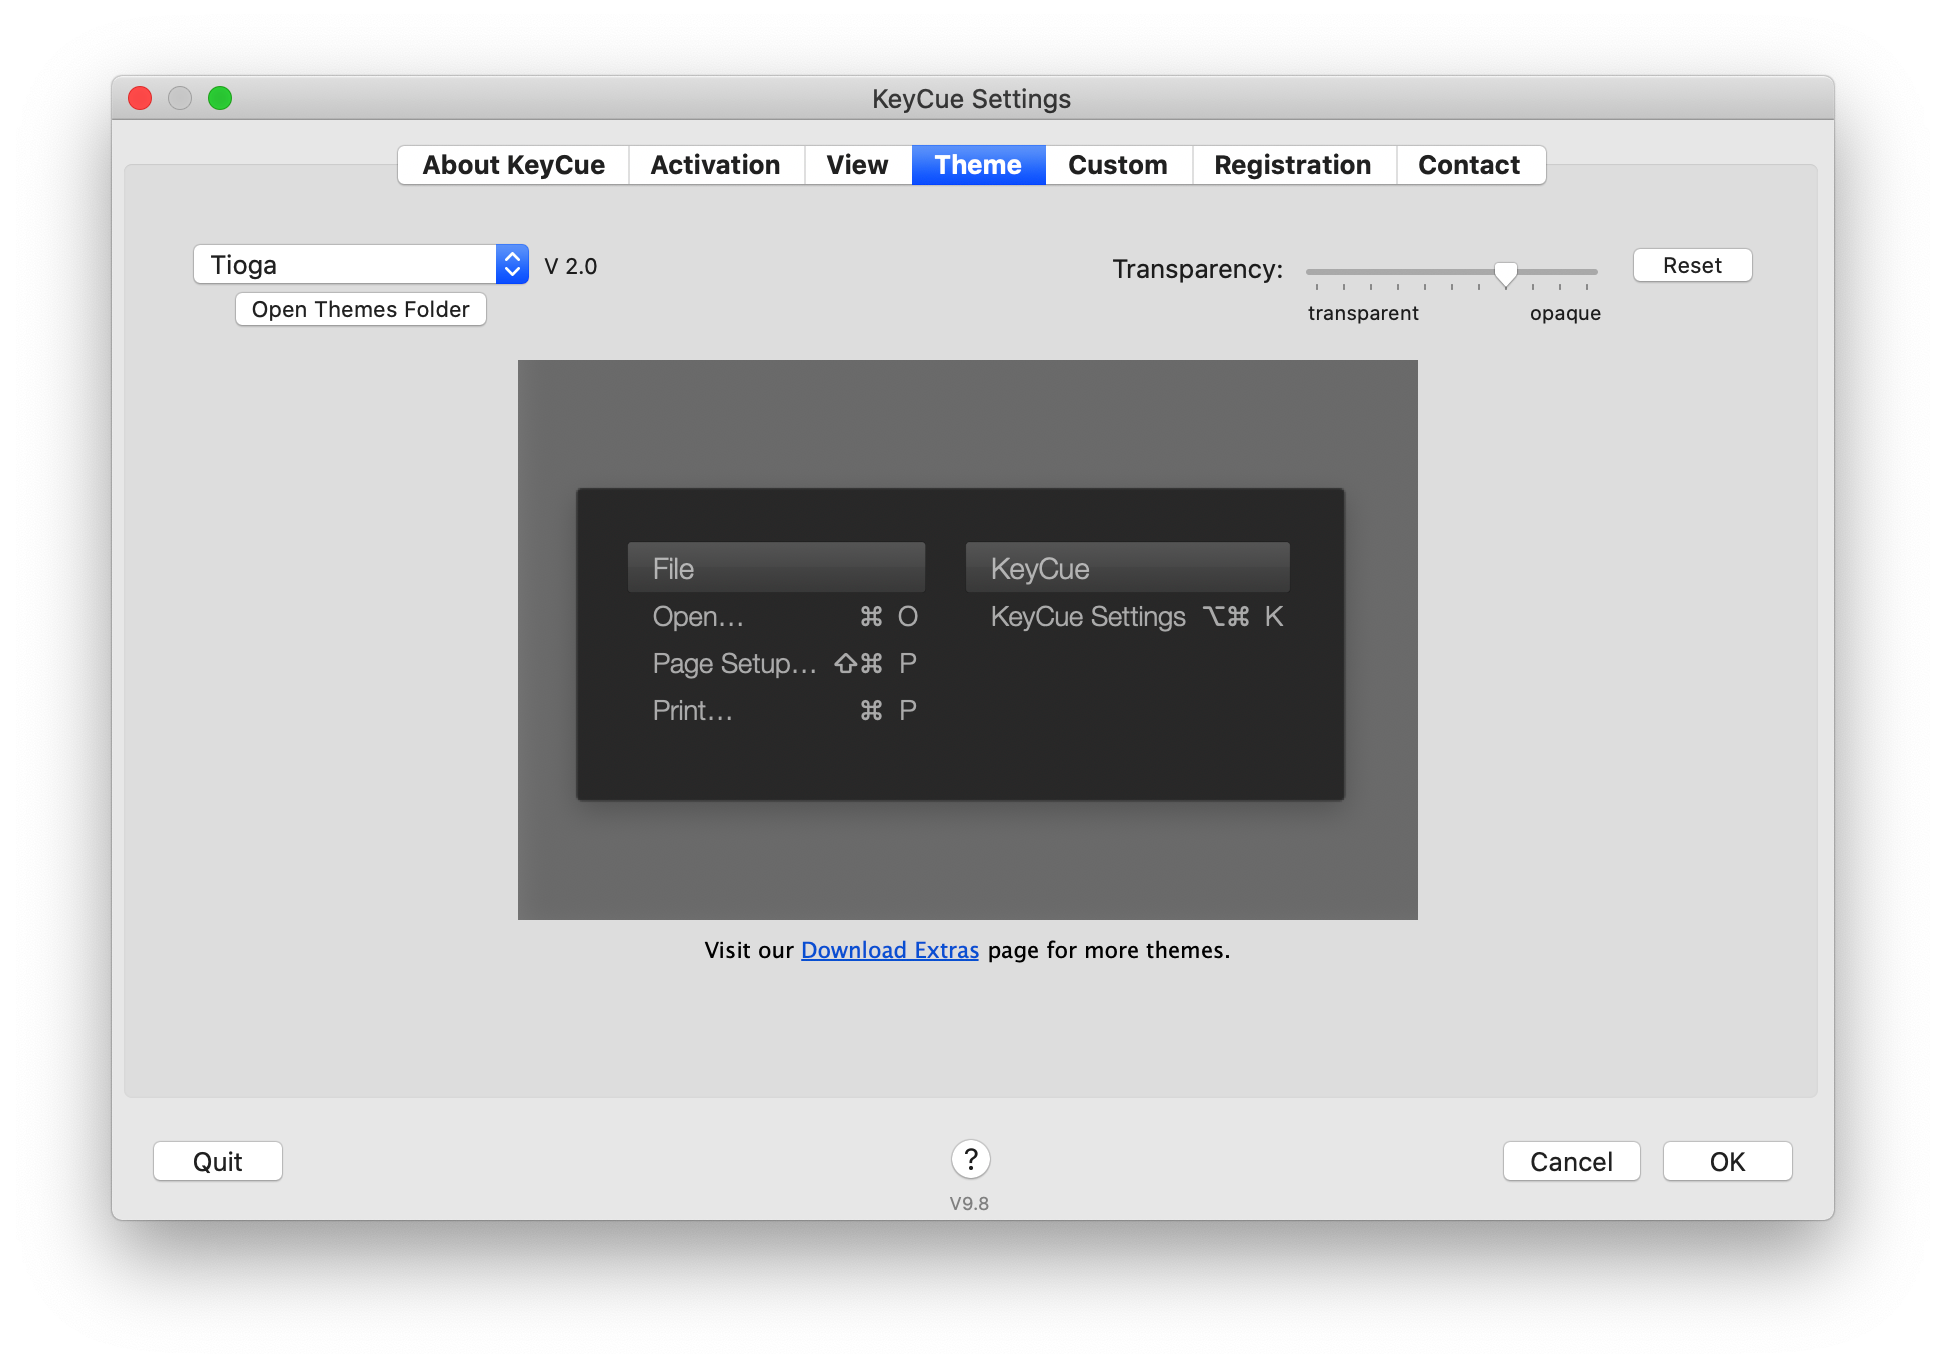 KeyCue Settings
About KeyCue Activation View Theme Custom Registration Contact
Tioga V 2.0
Open Themes Folder
Transparency:
transparent opaque
Reset
File
Open… ⌘ O
Page Setup… ⇧⌘ P
Print… ⌘ P
KeyCue
KeyCue Settings ⌥⌘ K
Visit our Download Extras page for more themes.
Quit
?
V9.8
Cancel
OK